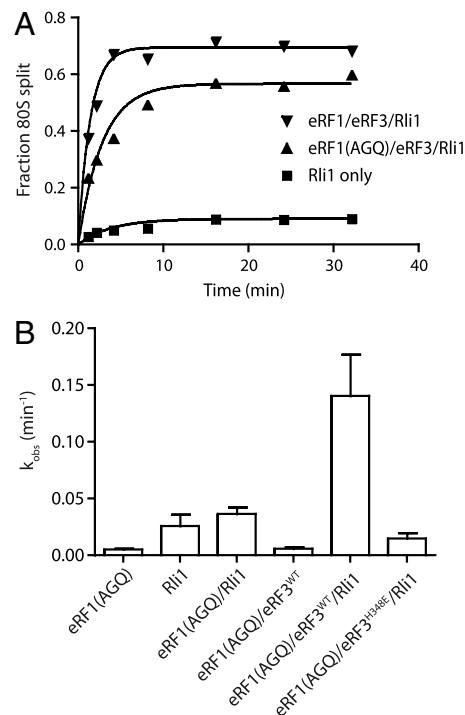 A
0.8
0.6
0.4
0.2
0.0
Fraction 80S split
0 10 20 30 40
Time (min)
eRF1/eRF3/Rli1
eRF1(AGQ)/eRF3/Rli1
Rli1 only
B
0.20
0.15
0.10
0.05
0.00
kobs (min-1)
eRF1(AGQ)
Rli1
eRF1(AGQ)/Rli1
eRF1(AGQ)/eRF3WT
eRF1(AGQ)/eRF3WT/Rli1
eRF1(AGQ)/eRF3H348E/Rli1